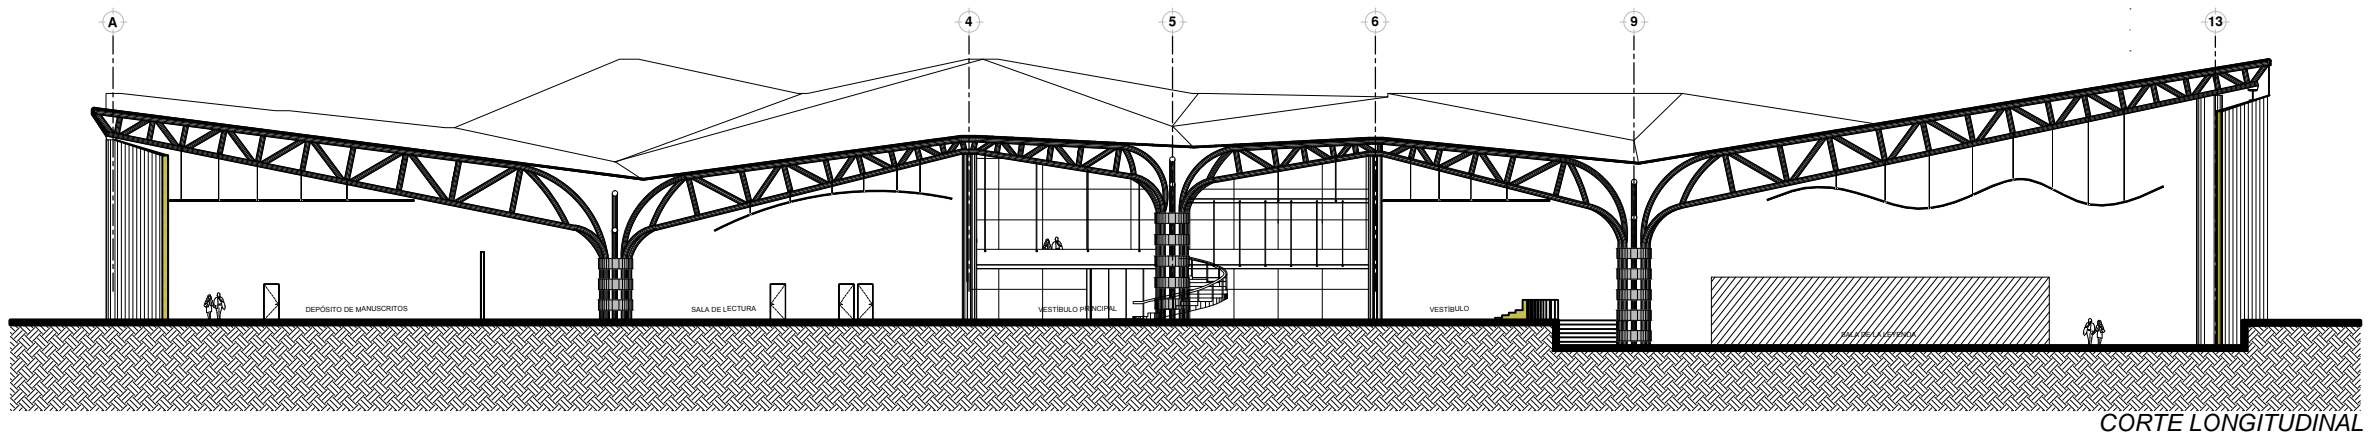 A
4
5
6
9
13
DEPÓSITO DE MANUSCRITOS
SALA DE LECTURA
VESTÍBULO PRINCIPAL
VESTÍBULO
SALA DE LA LEYENDA
CORTE LONGITUDINAL